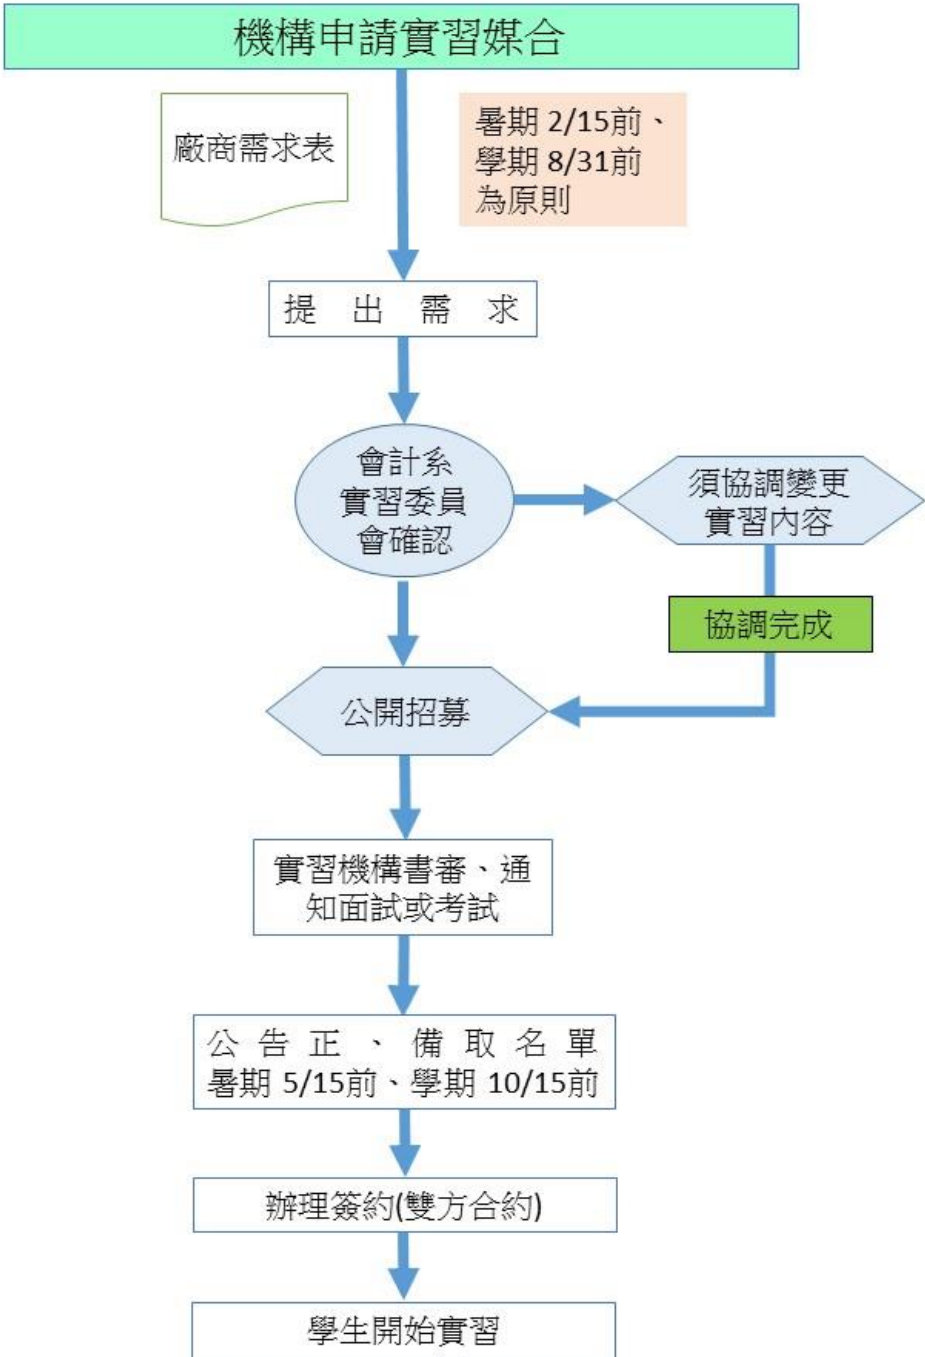 機構申請實習媒合
廠商需求表
暑期 2/15前、
學期 8/31前
為原則
提出需求
會計系
實習委員
會確認
須協調變更
實習內容
協調完成
公開招募
實習機構書審、通
知面試或考試
公告正、備取名單
暑期 5/15前、學期 10/15前
辦理簽約(雙方合約)
學生開始實習